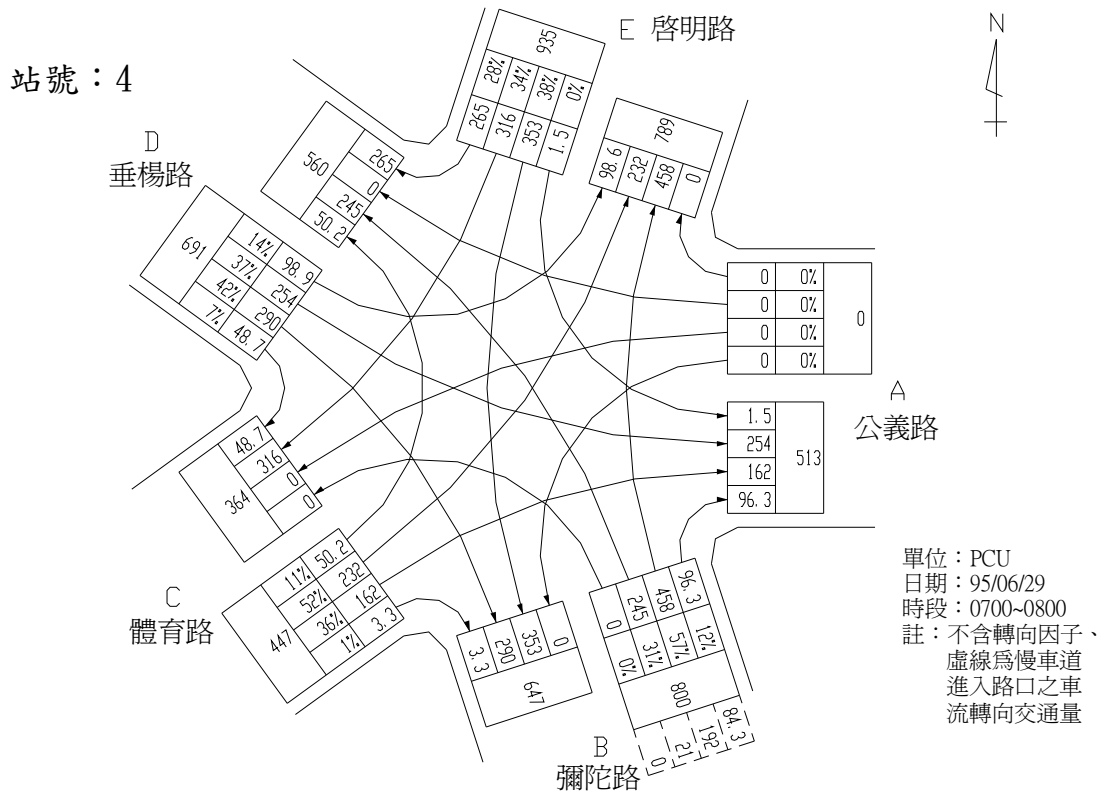 站號：4
N
E 啓明路
935
28% 34% 38% 0%
265 316 353 1.5
789
98.6 232 458 0
D
垂楊路
560
265
0
245
50.2
691
14% 98.9
37% 254
42% 290
7% 48.7
0 0%
0 0%
0 0%
0 0%
0
A
公義路
1.5
254
162
96.3
513
364
48.7
316
0
0
C
體育路
447
11% 50.2
52% 232
36% 162
1% 3.3
3.3 290 353 0
647
0 245 458 96.3
0% 31% 57% 12%
800
0 21 192 84.3
B
彌陀路
單位：PCU
日期：95/06/29
時段：0700~0800
註：不含轉向因子、
虛線爲慢車道
進入路口之車
流轉向交通量